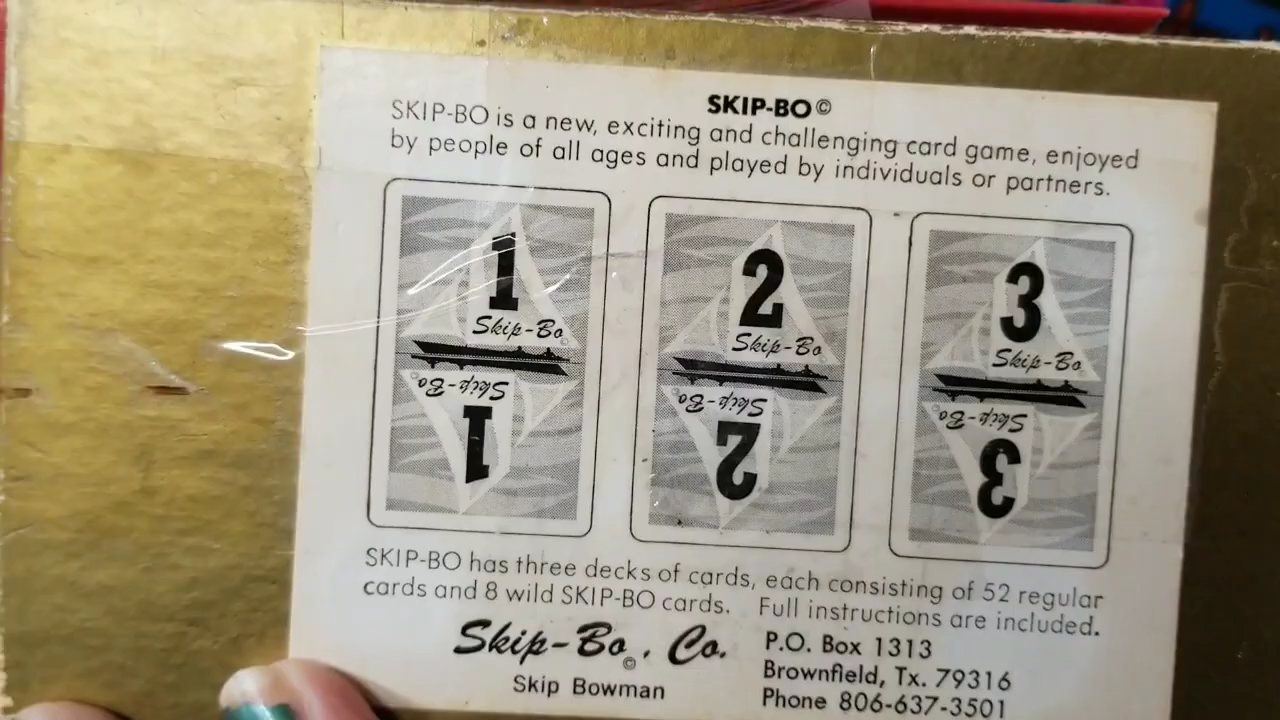 SKIP-BO©
SKIP-BO is a new, exciting and challenging card game, enjoyed
by people of all ages and played by individuals or partners.
1
Skip-Bo©
Skip-Bo©
1
2
Skip-Bo©
Skip-Bo©
2
3
Skip-Bo©
Skip-Bo©
3
SKIP-BO has three decks of cards, each consisting of 52 regular
cards and 8 wild SKIP-BO cards. Full instructions are included.
Skip-Bo©. Co.
Skip Bowman
P.O. Box 1313
Brownfield, Tx. 79316
Phone 806-637-3501